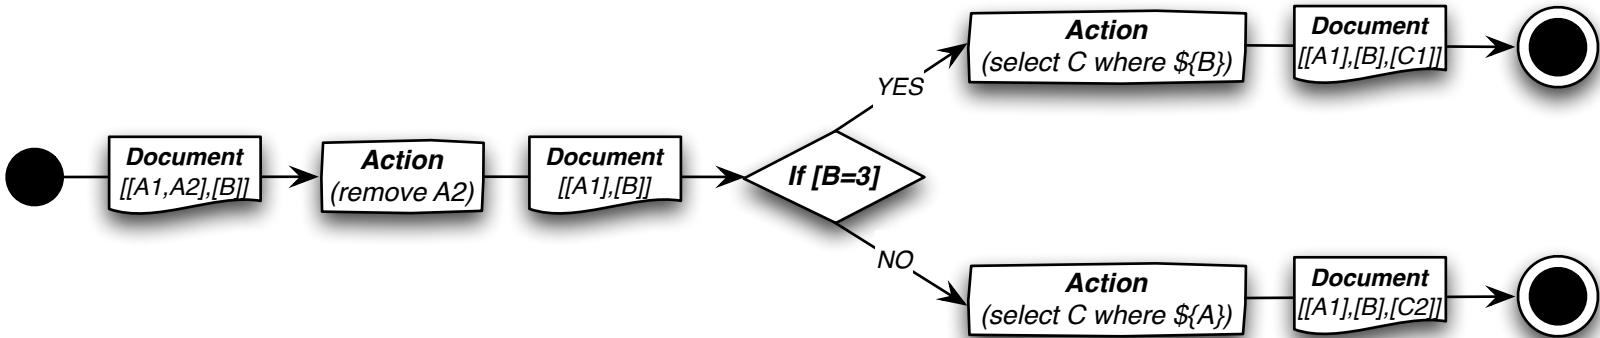 Document
[[A1,A2],[B]]
Action
(remove A2)
Document
[[A1],[B]]
If [B=3]
YES
Action
(select C where ${B})
Document
[[A1],[B],[C1]]
NO
Action
(select C where ${A})
Document
[[A1],[B],[C2]]